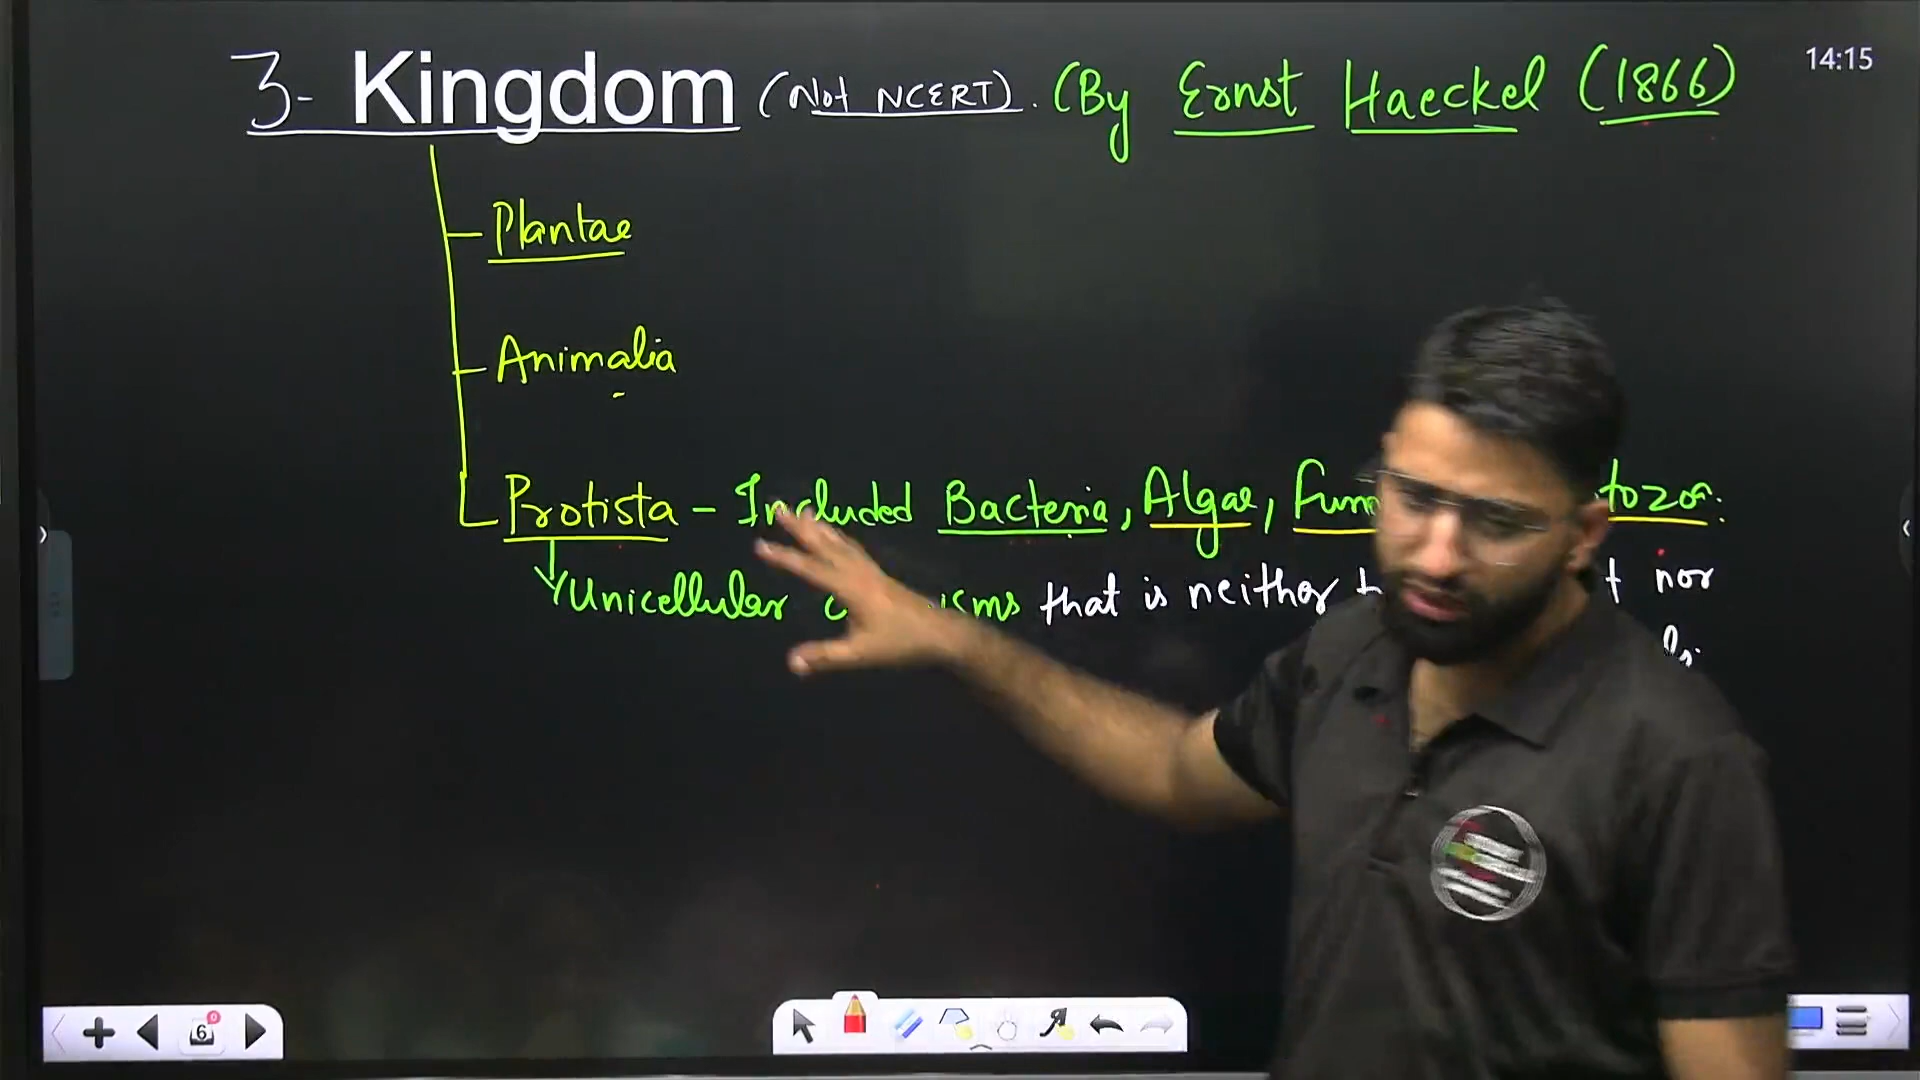 3- Kingdom (Not NCERT). (By Ernst Haeckel (1866)
14:15
Plantae
Animalia
Protista - Included Bacteria, Algae,
Unicellular that is neither nor
6